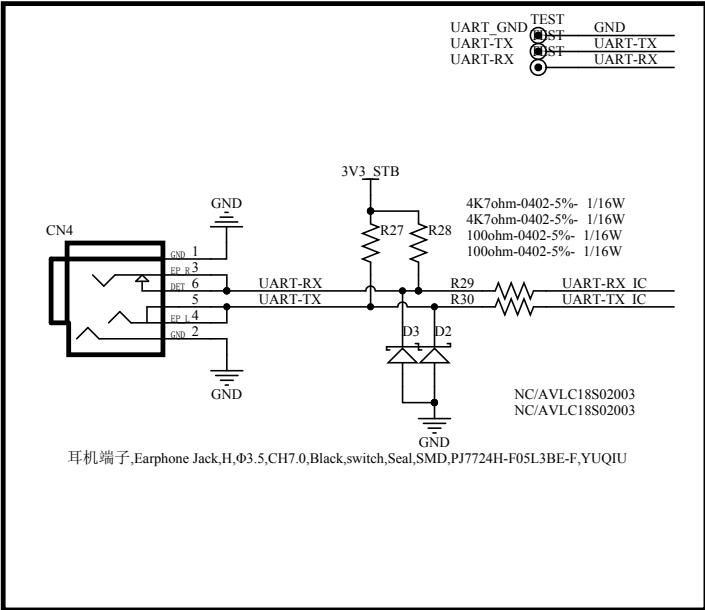 TEST
UART_GND TEST GND
UART-TX TEST UART-TX
UART-RX UART-RX
3V3_STB
4K7ohm-0402-5%- 1/16W
4K7ohm-0402-5%- 1/16W
100ohm-0402-5%- 1/16W
100ohm-0402-5%- 1/16W
GND
R27 R28
CN4
GND 1
EP_R 3
DET 6 UART-RX R29 UART-RX_IC
5 UART-TX R30 UART-TX_IC
EP_L 4
GND 2
D3 D2
GND
NC/AVLC18S02003
NC/AVLC18S02003
GND
耳机端子,Earphone Jack,H,Φ3.5,CH7.0,Black,switch,Seal,SMD,PJ7724H-F05L3BE-F,YUQIU